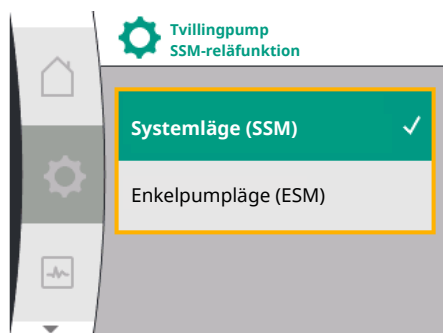 Tvillingpump
SSM-reläfunktion
Systemläge (SSM)
Enkelpumpläge (ESM)